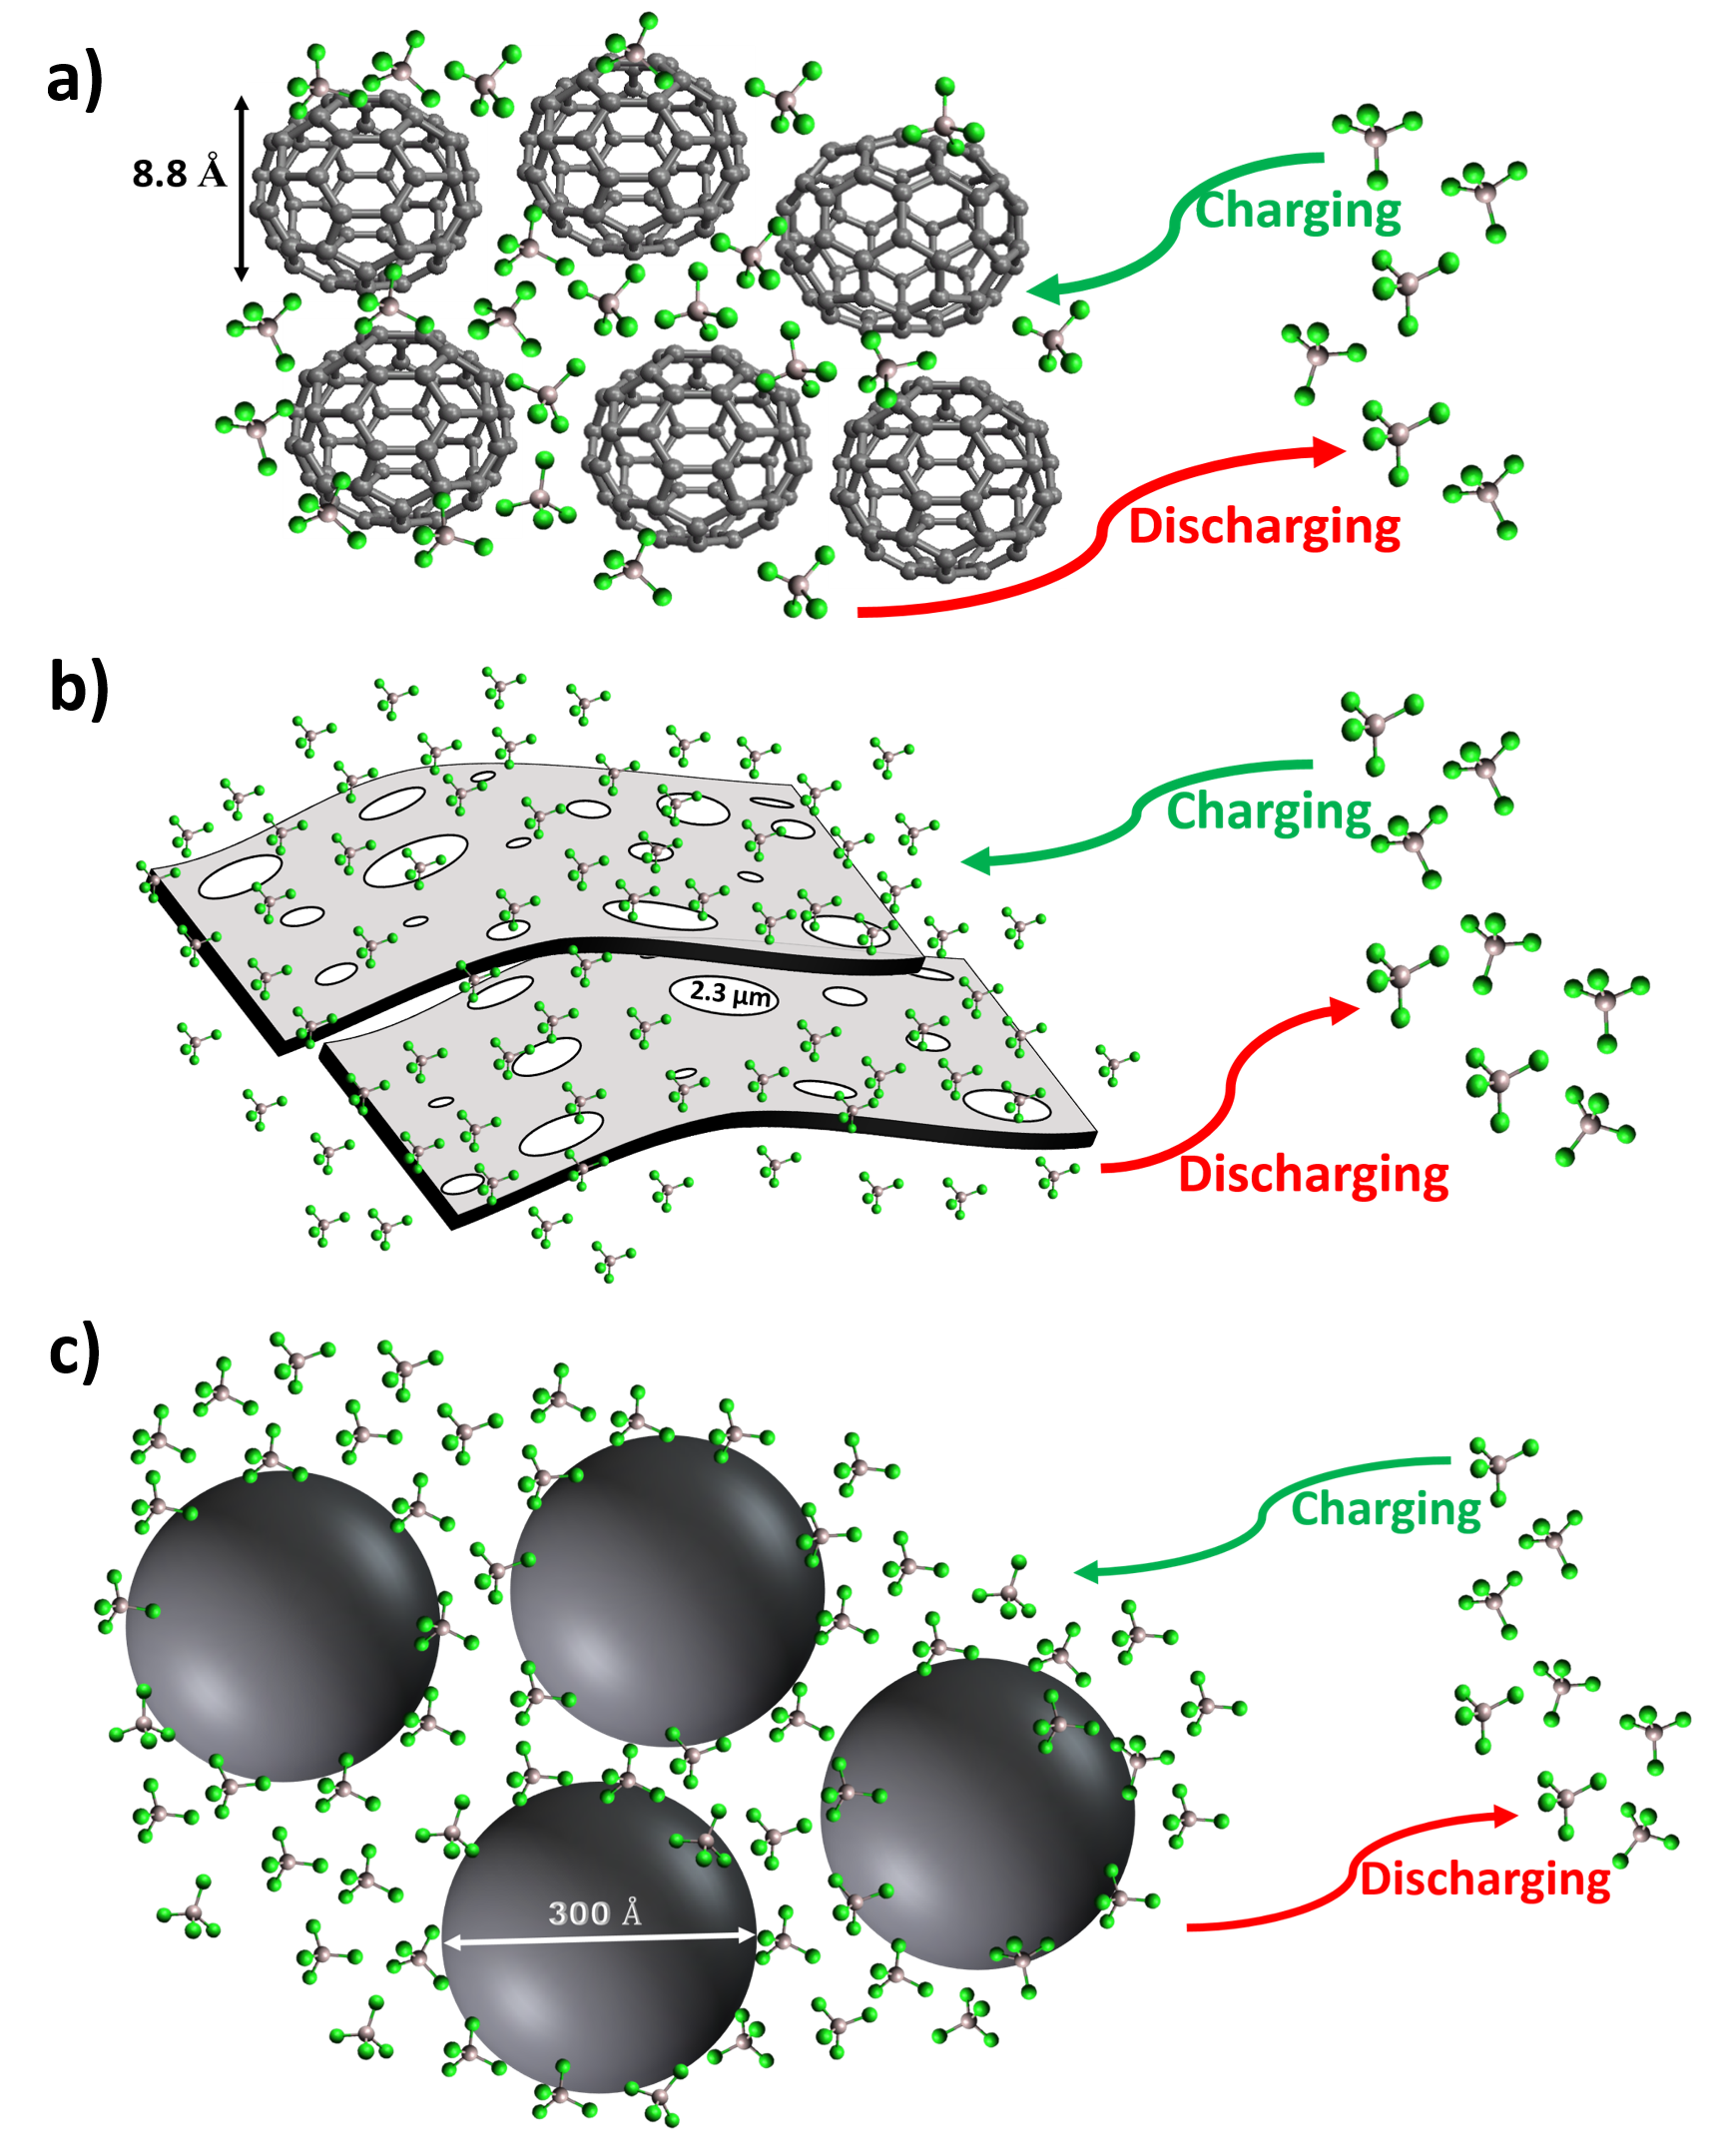 a)
8.8 Å
Charging
Discharging
b)
Charging
2.3 µm
Discharging
c)
Charging
Discharging
300 Å